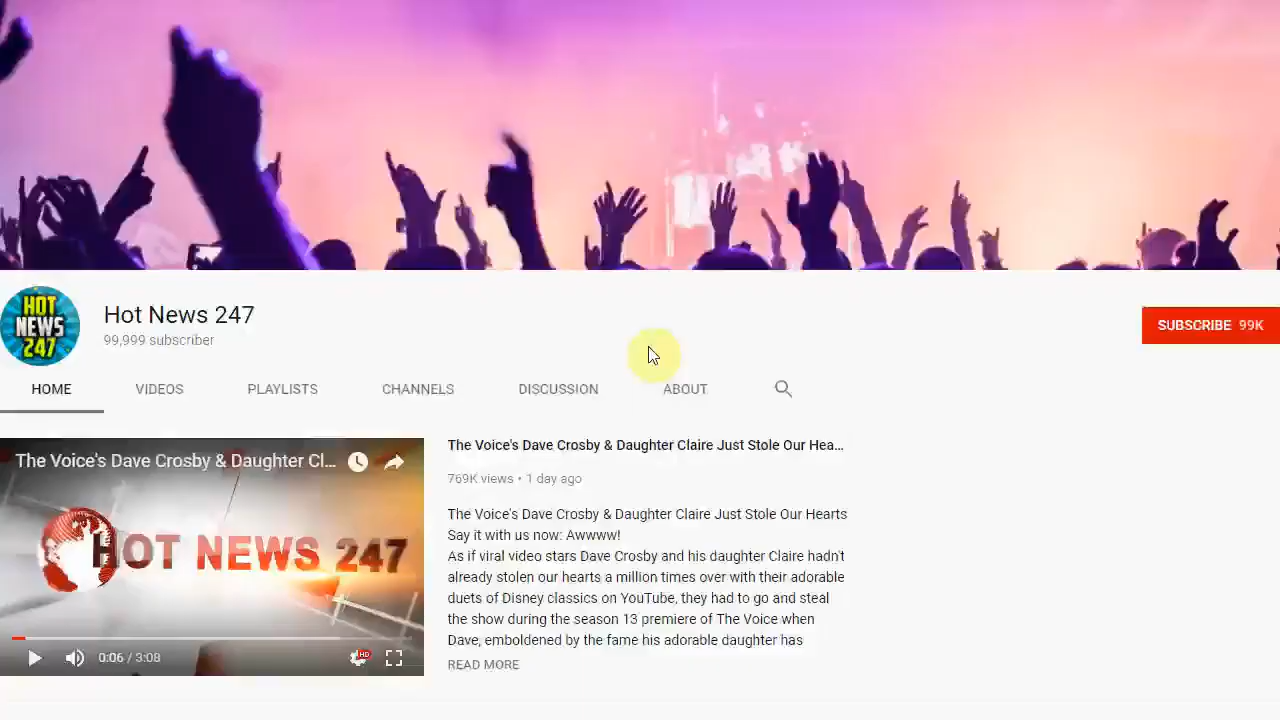 HOT
NEWS
247
Hot News 247
99,999 subscriber
SUBSCRIBE 99K
HOME VIDEOS PLAYLISTS CHANNELS DISCUSSION ABOUT
The Voice's Dave Crosby & Daughter Cl...
HOT NEWS 247
HD
0:06 / 3:08
The Voice's Dave Crosby & Daughter Claire Just Stole Our Hea...
769K views • 1 day ago
The Voice's Dave Crosby & Daughter Claire Just Stole Our Hearts
Say it with us now: Awwww!
As if viral video stars Dave Crosby and his daughter Claire hadn't
already stolen our hearts a million times over with their adorable
duets of Disney classics on YouTube, they had to go and steal
the show during the season 13 premiere of The Voice when
Dave, emboldened by the fame his adorable daughter has
READ MORE